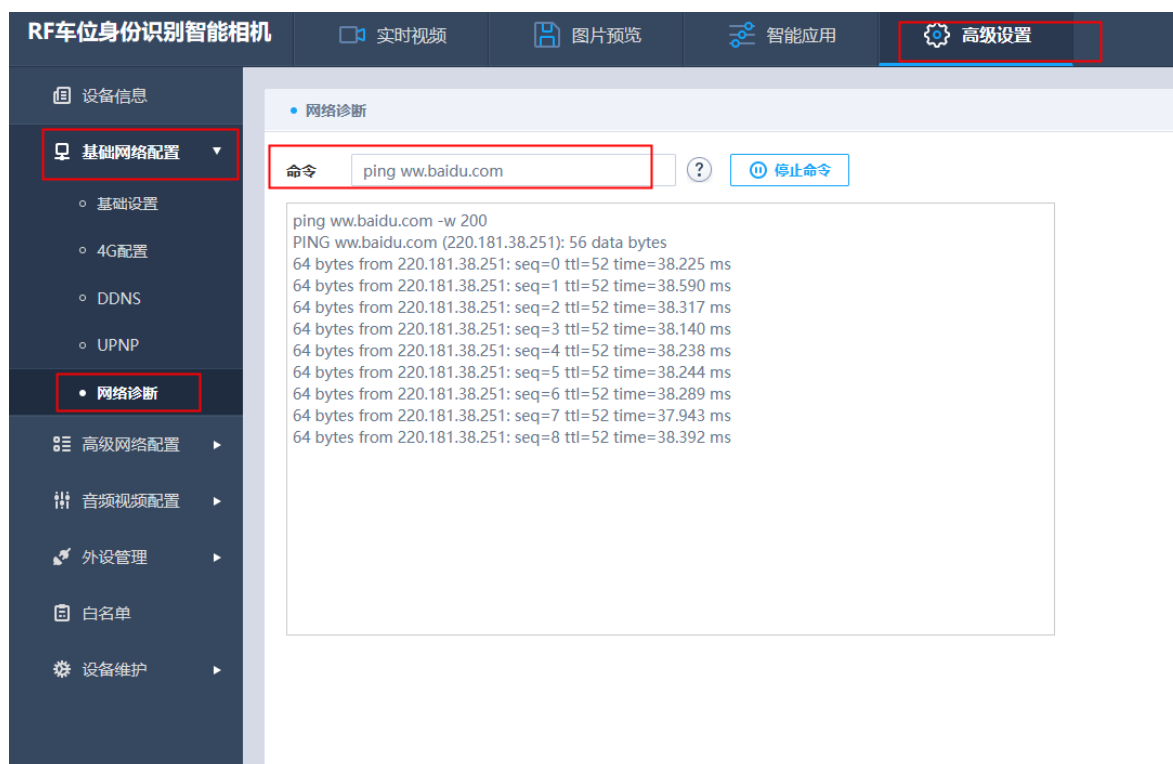 RF车位身份识别智能相机
实时视频
图片预览
智能应用
高级设置
设备信息
基础网络配置
基础设置
4G配置
DDNS
UPNP
网络诊断
高级网络配置
音频视频配置
外设管理
白名单
设备维护
网络诊断
命令 ping ww.baidu.com ? 停止命令
ping ww.baidu.com -w 200
PING ww.baidu.com (220.181.38.251): 56 data bytes
64 bytes from 220.181.38.251: seq=0 ttl=52 time=38.225 ms
64 bytes from 220.181.38.251: seq=1 ttl=52 time=38.590 ms
64 bytes from 220.181.38.251: seq=2 ttl=52 time=38.317 ms
64 bytes from 220.181.38.251: seq=3 ttl=52 time=38.140 ms
64 bytes from 220.181.38.251: seq=4 ttl=52 time=38.238 ms
64 bytes from 220.181.38.251: seq=5 ttl=52 time=38.244 ms
64 bytes from 220.181.38.251: seq=6 ttl=52 time=38.289 ms
64 bytes from 220.181.38.251: seq=7 ttl=52 time=37.943 ms
64 bytes from 220.181.38.251: seq=8 ttl=52 time=38.392 ms